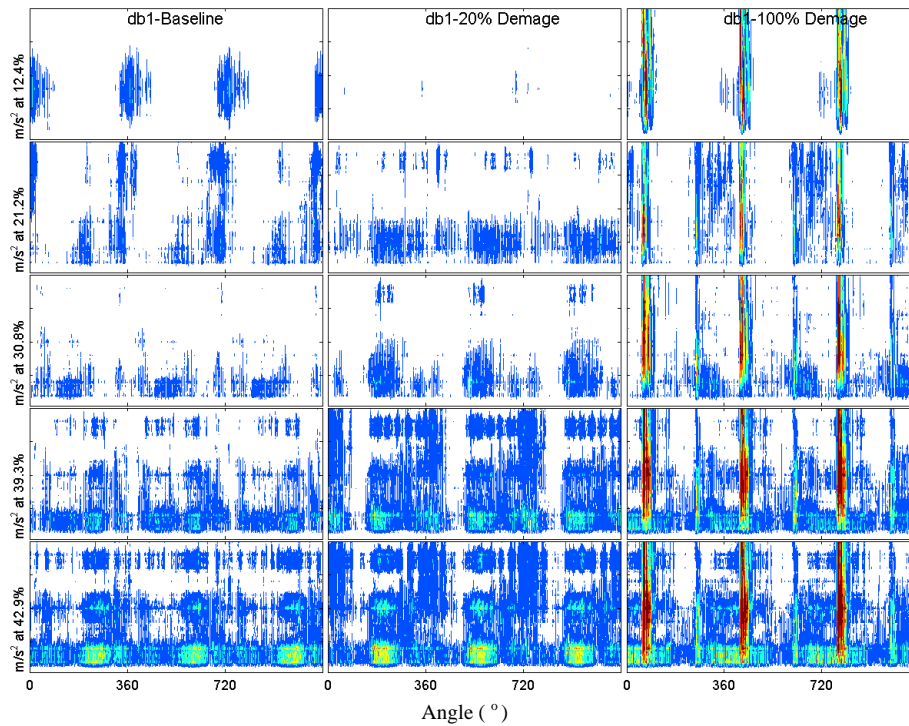 db1-Baseline
db1-20% Demage
db1-100% Demage
m/s² at 12.4%
m/s² at 21.2%
m/s² at 30.8%
m/s² at 39.3%
m/s² at 42.9%
0 360 720 0 360 720 0 360 720
Angle ( ° )